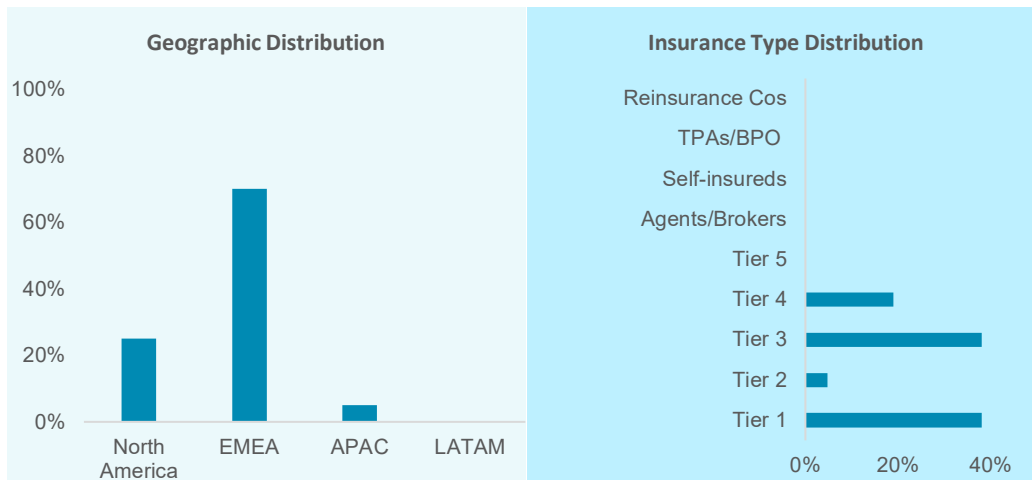 Geographic Distribution
100%
80%
60%
40%
20%
0%
North
America
EMEA
APAC
LATAM
Insurance Type Distribution
Reinsurance Cos
TPAs/BPO
Self-insureds
Agents/Brokers
Tier 5
Tier 4
Tier 3
Tier 2
Tier 1
0%
20%
40%